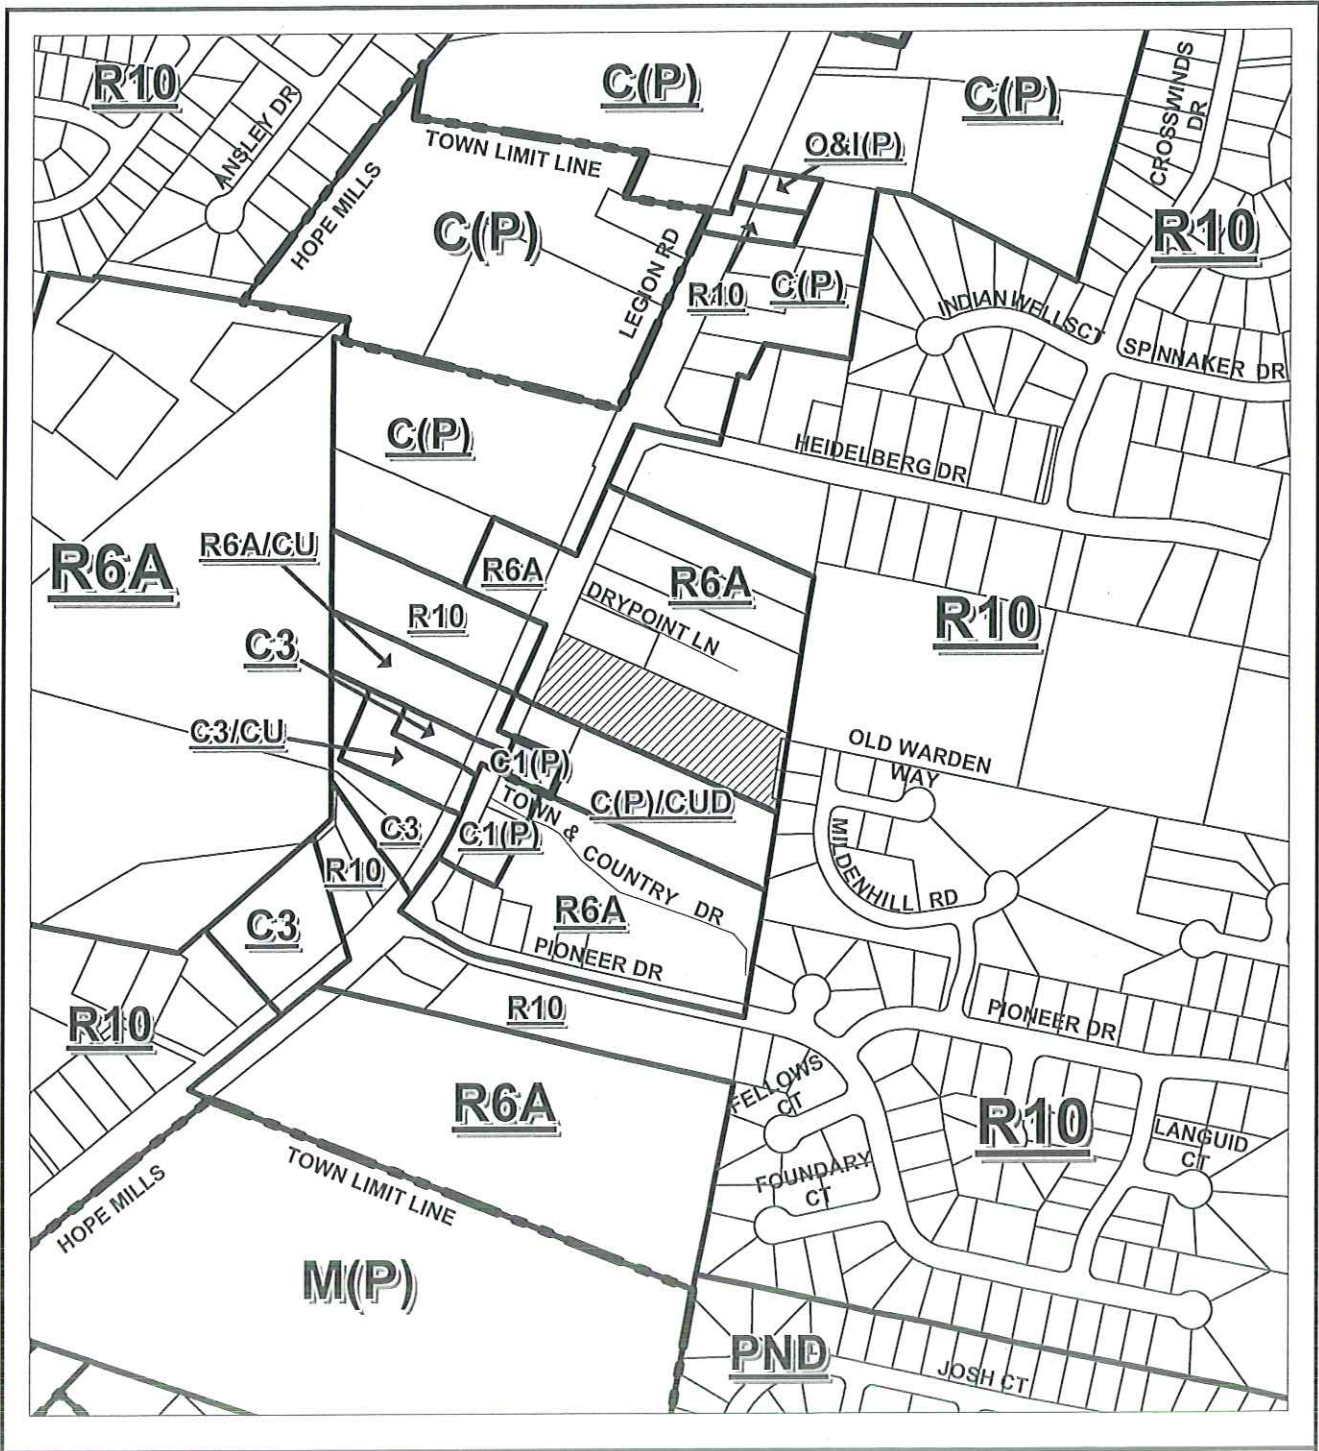 R10
ANSLEY DR
C(P)
C(P)
CROSSWINDS
DR
TOWN LIMIT LINE
O&I(P)
HOPE MILLS
C(P)
LEGION RD
R10
R10
C(P)
INDIAN WELLSCT
SPINNAKER DR
C(P)
HEIDELBERG DR
R6A
R6A/CU
R6A
R6A
DRYPOINT LN
R10
R10
C3
C3/CU
C1(P)
C(P)/CUD
OLD WARDEN
WAY
TOWN & COUNTRY DR
C3
C1(P)
R10
MILDENHILL RD
C3
R6A
PIONEER DR
R10
R10
PIONEER DR
R6A
FELLOWS
CT
R10
LANGUID
CT
FOUNDARY
CT
HOPE MILLS
TOWN LIMIT LINE
M(P)
PND
JOSH CT